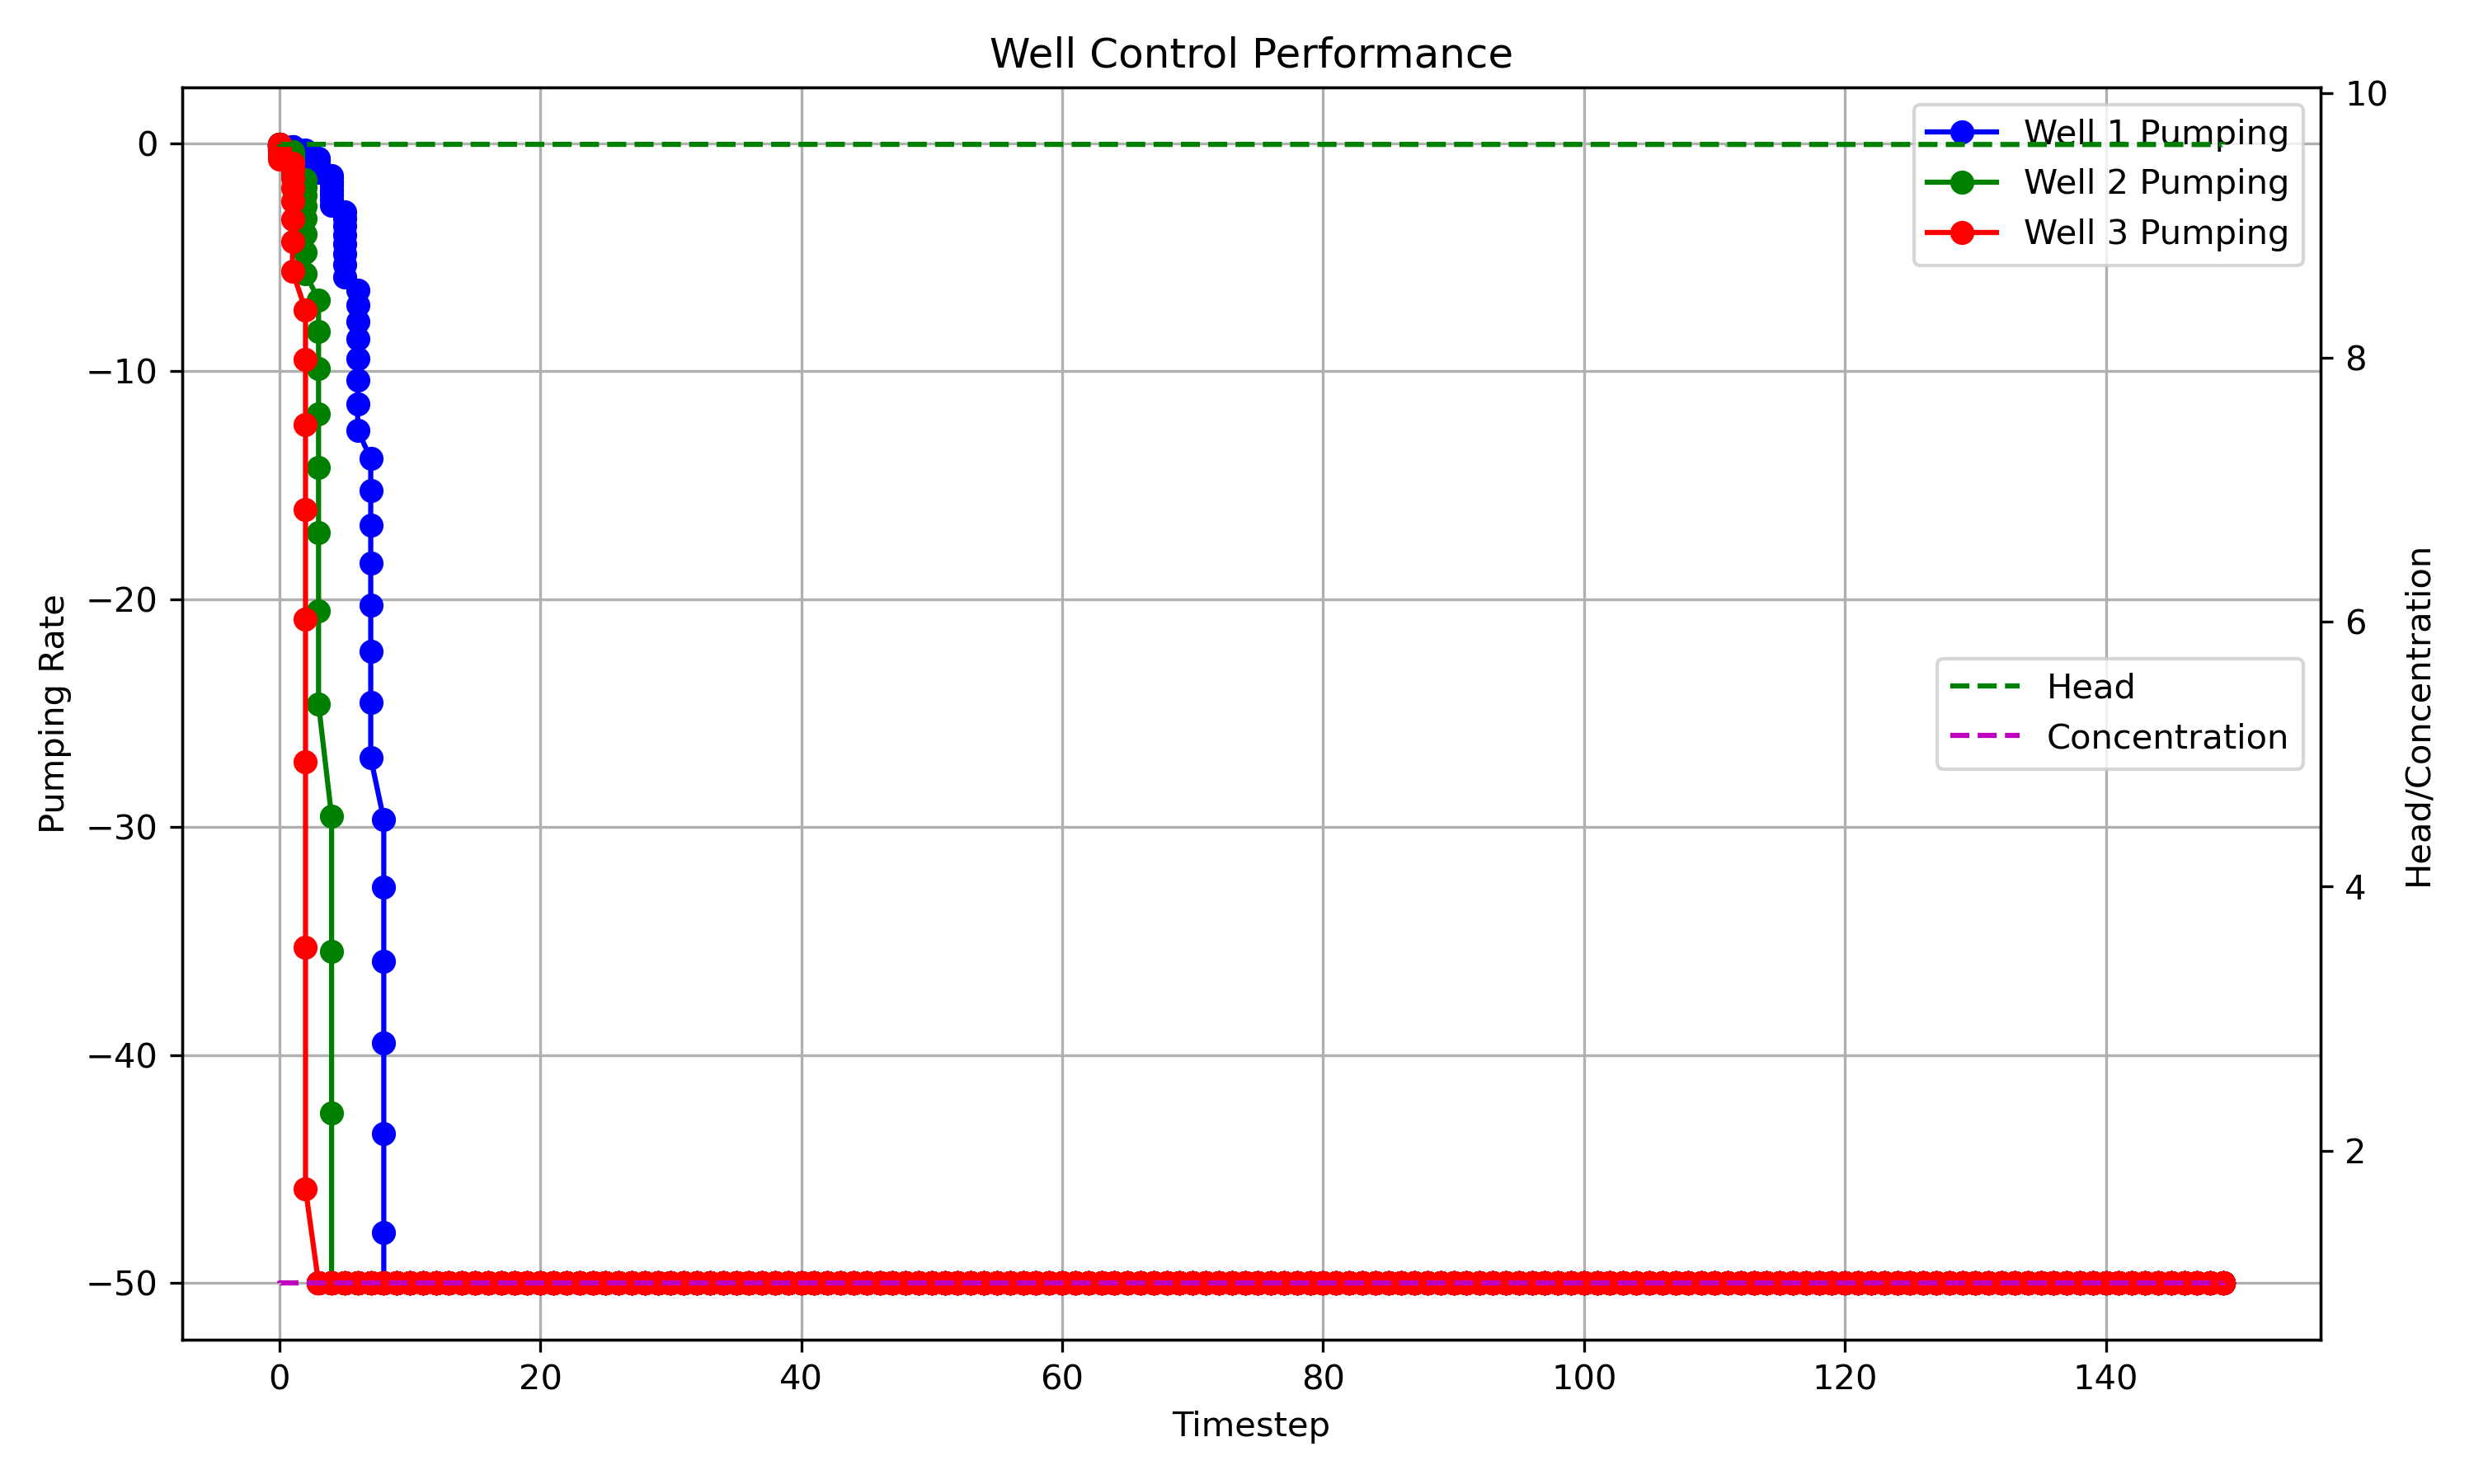 Well Control Performance
Pumping Rate
0
−10
−20
−30
−40
−50
Well 1 Pumping
Well 2 Pumping
Well 3 Pumping
Head
Concentration
10
8
6
4
2
Head/Concentration
0 20 40 60 80 100 120 140
Timestep